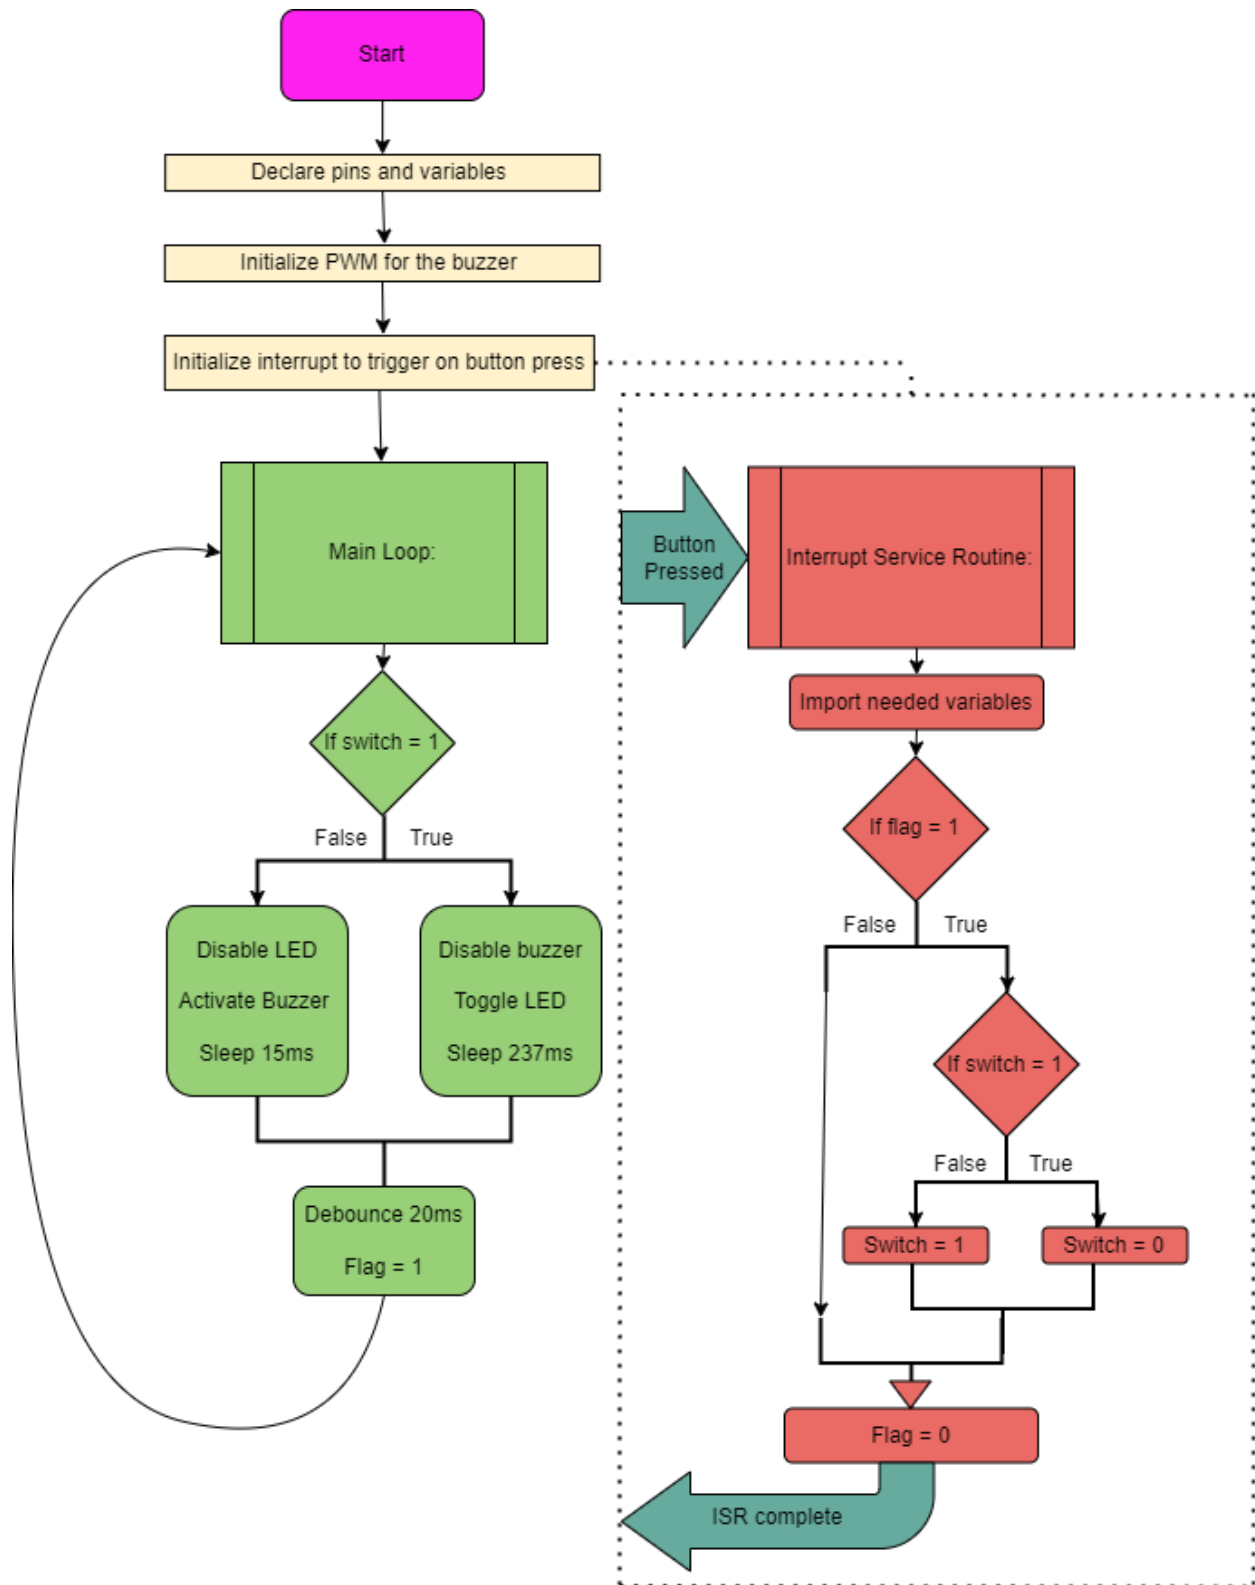 Start
Declare pins and variables
Initialize PWM for the buzzer
Initialize interrupt to trigger on button press
Main Loop:
If switch = 1
False
True
Disable LED
Activate Buzzer
Sleep 15ms
Disable buzzer
Toggle LED
Sleep 237ms
Debounce 20ms
Flag = 1
Button
Pressed
Interrupt Service Routine:
Import needed variables
If flag = 1
False
True
If switch = 1
False
True
Switch = 1
Switch = 0
Flag = 0
ISR complete